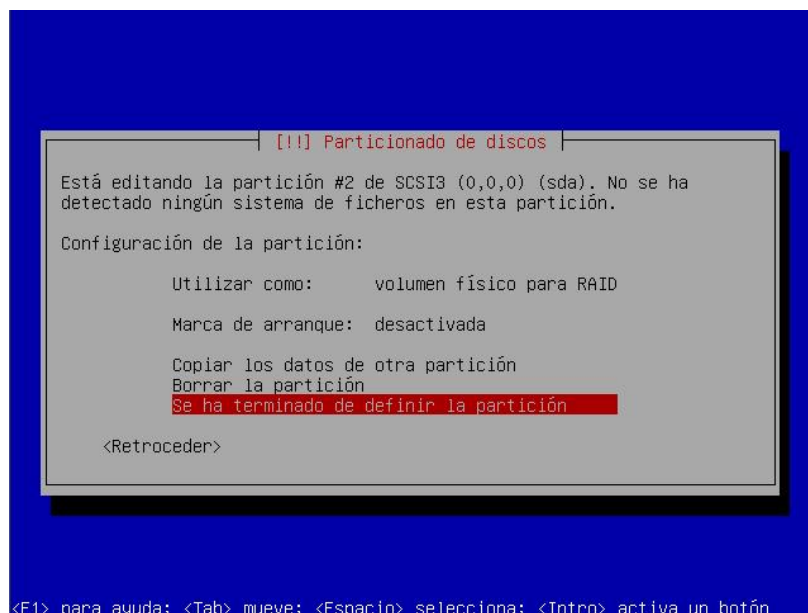 [!!] Particionado de discos
Está editando la partición #2 de SCSI3 (0,0,0) (sda). No se ha
detectado ningún sistema de ficheros en esta partición.
Configuración de la partición:
Utilizar como: volumen físico para RAID
Marca de arranque: desactivada
Copiar los datos de otra partición
Borrar la partición
Se ha terminado de definir la partición
<Retroceder>
<F1> para ayuda; <Tab> mueve; <Espacio> selecciona; <Intro> activa un botón